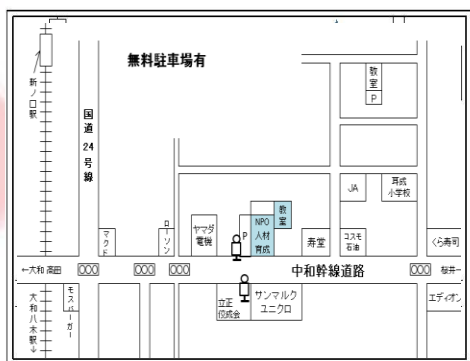 無料駐車場有
新ノ口駅
国道24号線
教室
P
JA
耳成
小学校
ヤマダ
電機
P
NPO
人材
育成
教室
寿堂
コスモ
石油
くら寿司
マクド
ローソン
←大和高田
中和幹線道路
桜井→
大和八木駅↓
モスバーガー
立正
佼成会
サンマルク
ユニクロ
エディオン